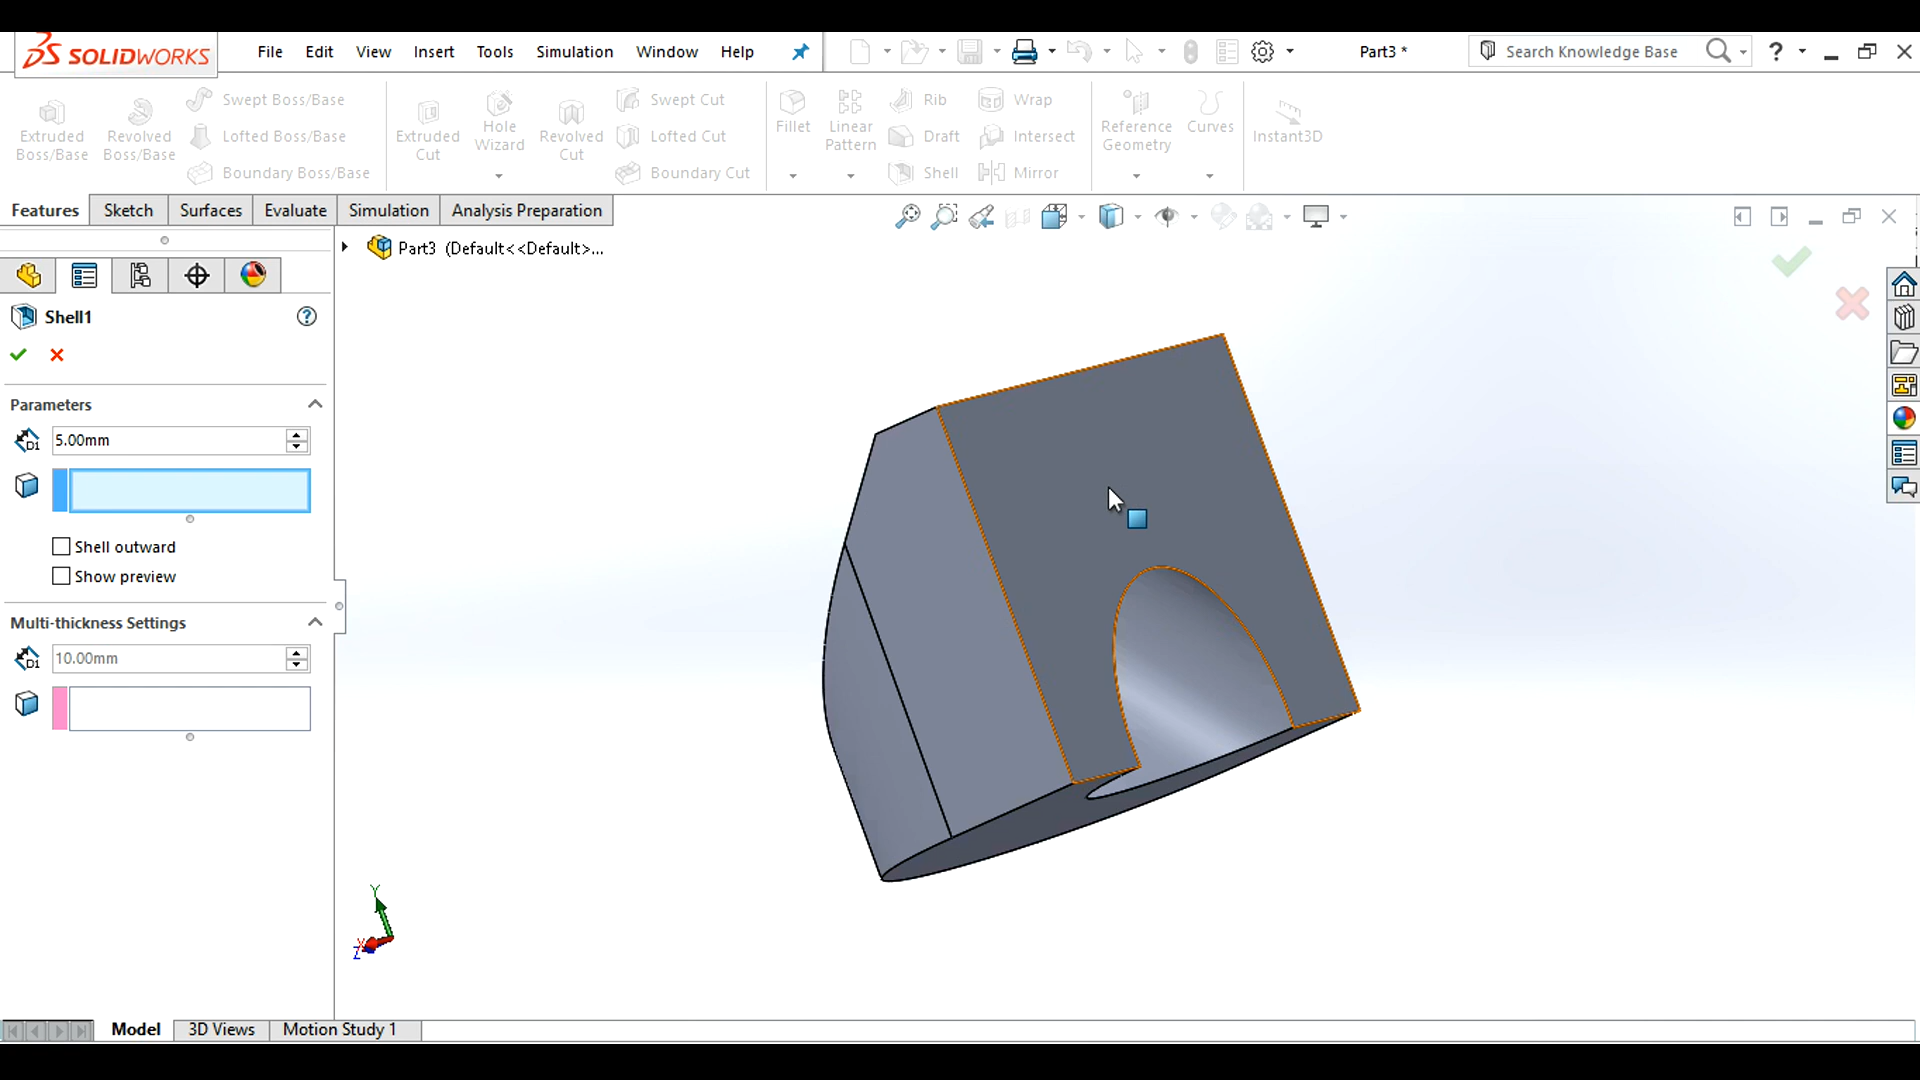 SOLIDWORKS File Edit View Insert Tools Simulation Window Help Part3 * Search Knowledge Base ?
Extruded Boss/Base
Revolved Boss/Base
Swept Boss/Base
Lofted Boss/Base
Boundary Boss/Base
Extruded Cut
Hole Wizard
Revolved Cut
Swept Cut
Lofted Cut
Boundary Cut
Fillet
Linear Pattern
Rib
Draft
Shell
Wrap
Intersect
Mirror
Reference Geometry
Curves
Instant3D
Features Sketch Surfaces Evaluate Simulation Analysis Preparation
Part3 (Default<<Default>...
Shell1
Parameters
D1 5.00mm
Shell outward
Show preview
Multi-thickness Settings
D1 10.00mm
Y
X
Z
Model 3D Views Motion Study 1